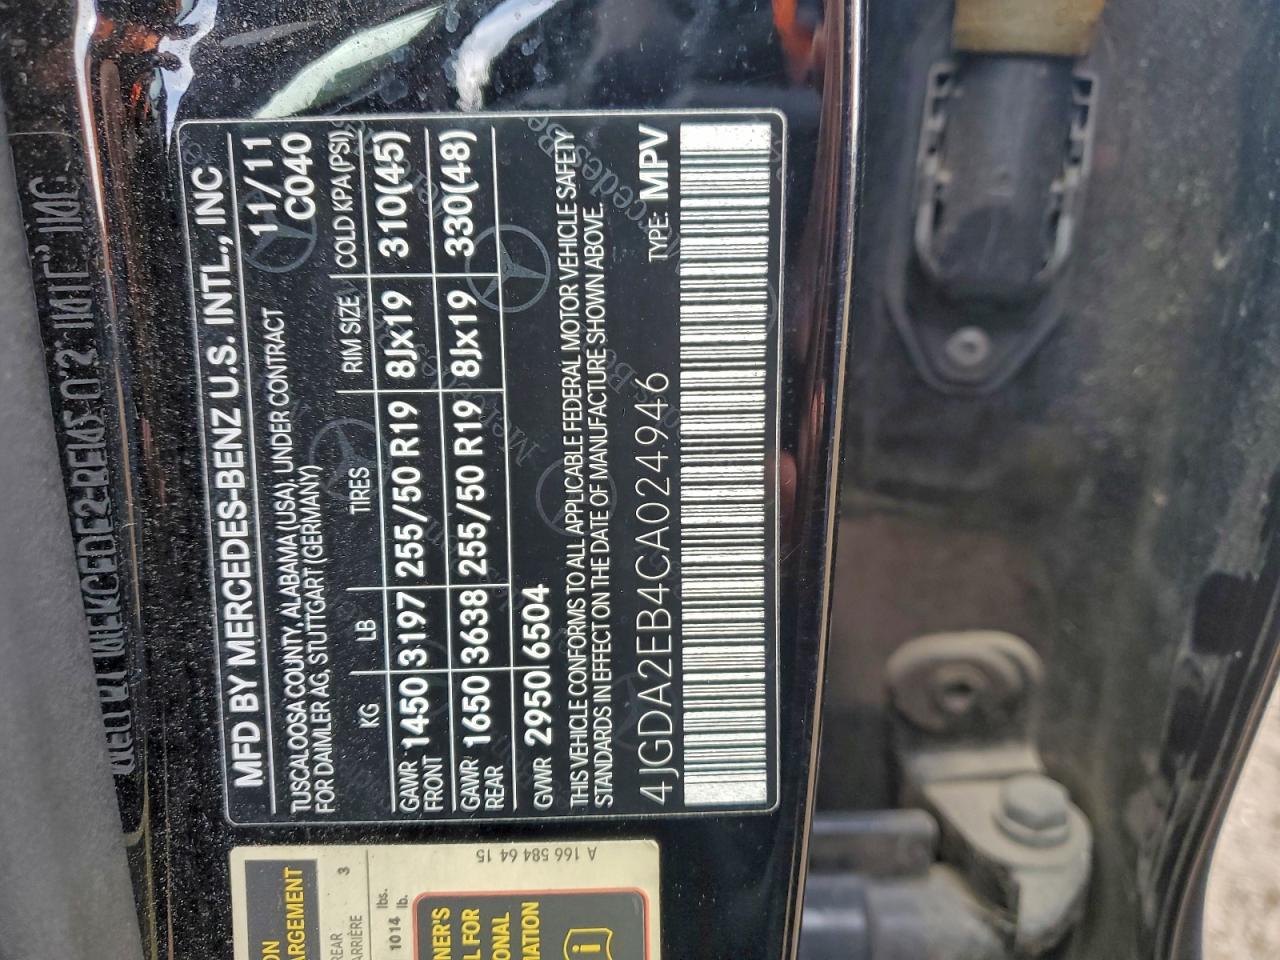 MFD BY MERCEDES-BENZ U.S. INTL., INC
11/11
TUSCALOOSA COUNTY, ALABAMA (USA), UNDER CONTRACT
C040
FOR DAIMLER AG, STUTTGART (GERMANY)
KG LB TIRES RIM SIZE COLD KPA(PSI)
GAWR FRONT 1450 3197 255/50 R19 8Jx19 310(45)
GAWR REAR 1650 3638 255/50 R19 8Jx19 330(48)
GVWR 2950 6504
THIS VEHICLE CONFORMS TO ALL APPLICABLE FEDERAL MOTOR VEHICLE SAFETY
STANDARDS IN EFFECT ON THE DATE OF MANUFACTURE SHOWN ABOVE.
4JGDA2EB4CA024946 TYPE: MPV
A 166 584 64 15
3
1014 lbs.
lb.